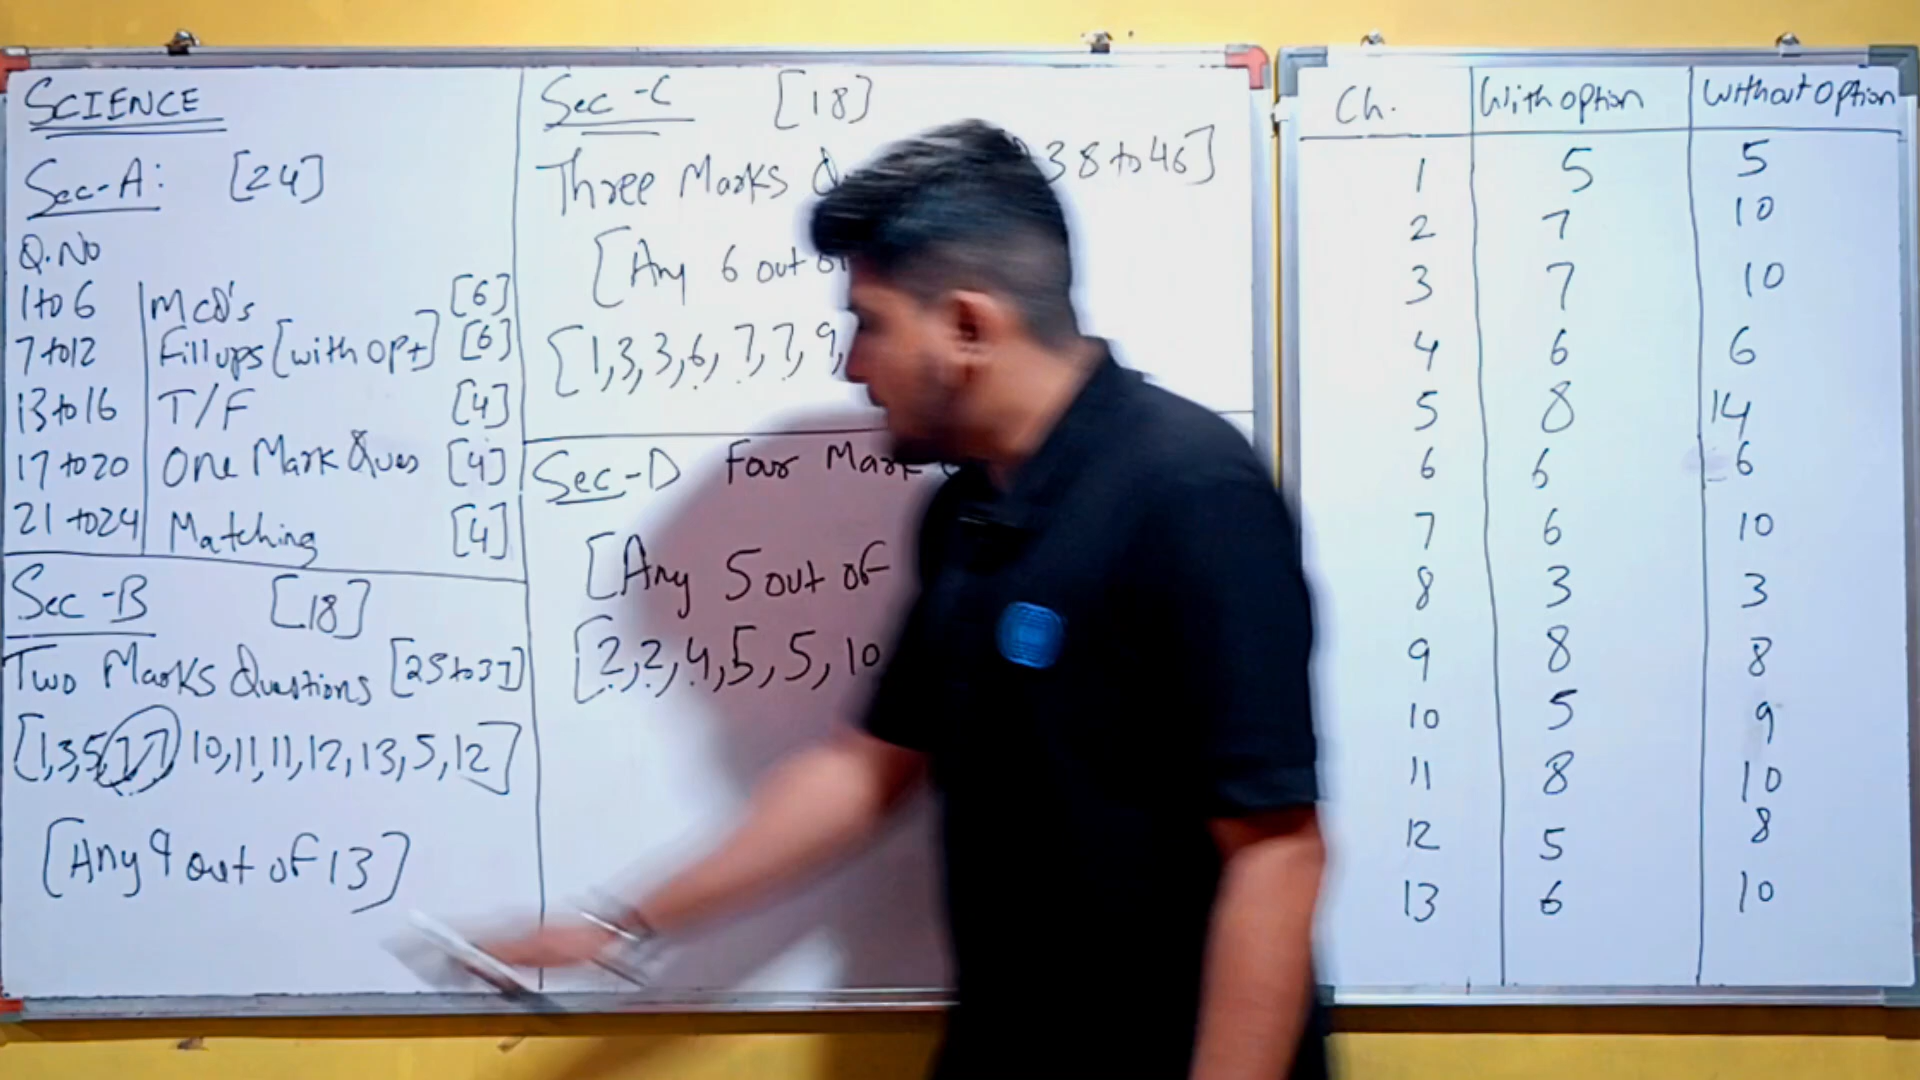 SCIENCE
Sec-A: [24]
Q.No
1 to 6 MCQ's [6]
7 to 12 Fillups [with opt] [6]
13 to 16 T/F [4]
17 to 20 One Mark Ques [4]
21 to 24 Matching [4]
Sec-B [18]
Two Marks Questions [25 to 37]
[1,3,5,7,7 10,11,11,12,13,5,12]
[Any 9 out of 13]
Sec-C [18]
Three Marks 38 to 46]
[Any 6 out of
[1,3,3,6,7,7,9,
Sec-D Four Mark
[Any 5 out of
[2,2,4,5,5,10
Ch. With option Without option
1 5 5
2 7 10
3 7 10
4 6 6
5 8 14
6 6 6
7 6 10
8 3 3
9 8 8
10 5 9
11 8 10
12 5 8
13 6 10